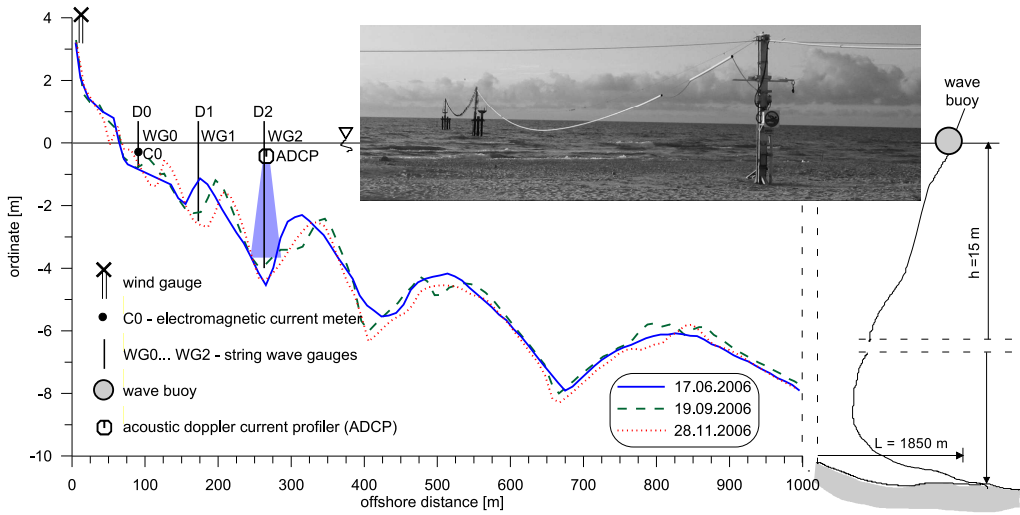 4
2
0
-2
-4
-6
-8
-10
ordinate [m]
D0
D1
D2
WG0
WG1
WG2
C0
ADCP
wind gauge
C0 - electromagnetic current meter
WG0... WG2 - string wave gauges
wave buoy
acoustic doppler current profiler (ADCP)
17.06.2006
19.09.2006
28.11.2006
0
100
200
300
400
500
600
700
800
900
1000
offshore distance [m]
wave
buoy
h=15 m
L = 1850 m